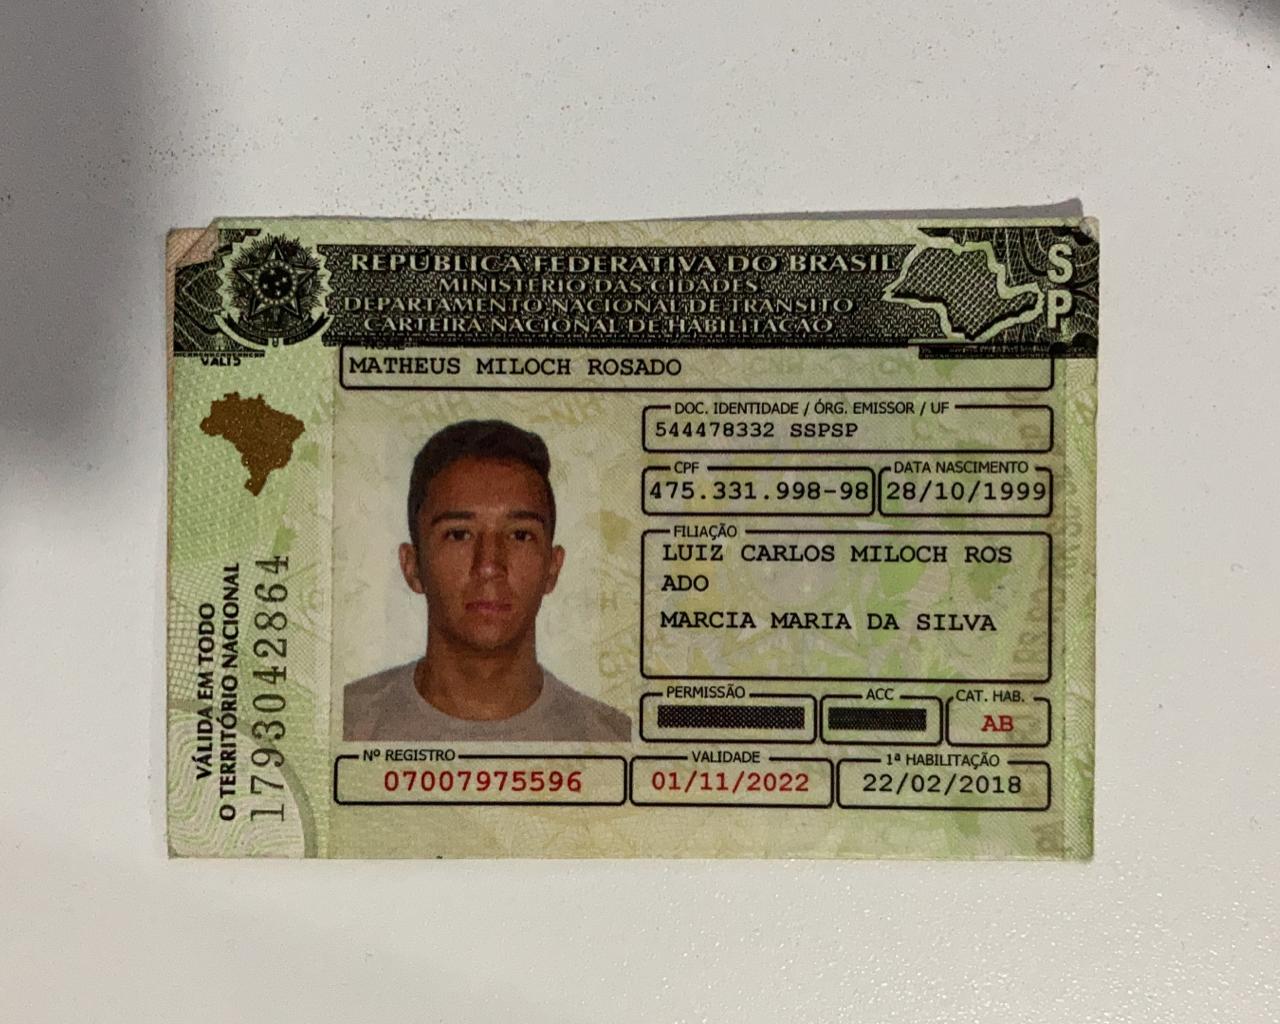 REPÚBLICA FEDERATIVA DO BRASIL
MINISTÉRIO DAS CIDADES
DEPARTAMENTO NACIONAL DE TRÂNSITO
CARTEIRA NACIONAL DE HABILITAÇÃO
SP
NOME
MATHEUS MILOCH ROSADO
DOC. IDENTIDADE / ÓRG. EMISSOR / UF
544478332 SSPSP
CPF
475.331.998-98
DATA NASCIMENTO
28/10/1999
FILIAÇÃO
LUIZ CARLOS MILOCH ROS
ADO
MARCIA MARIA DA SILVA
PERMISSÃO
ACC
CAT. HAB.
AB
Nº REGISTRO
07007975596
VALIDADE
01/11/2022
1ª HABILITAÇÃO
22/02/2018
VÁLIDA EM TODO
O TERRITÓRIO NACIONAL
1793042864